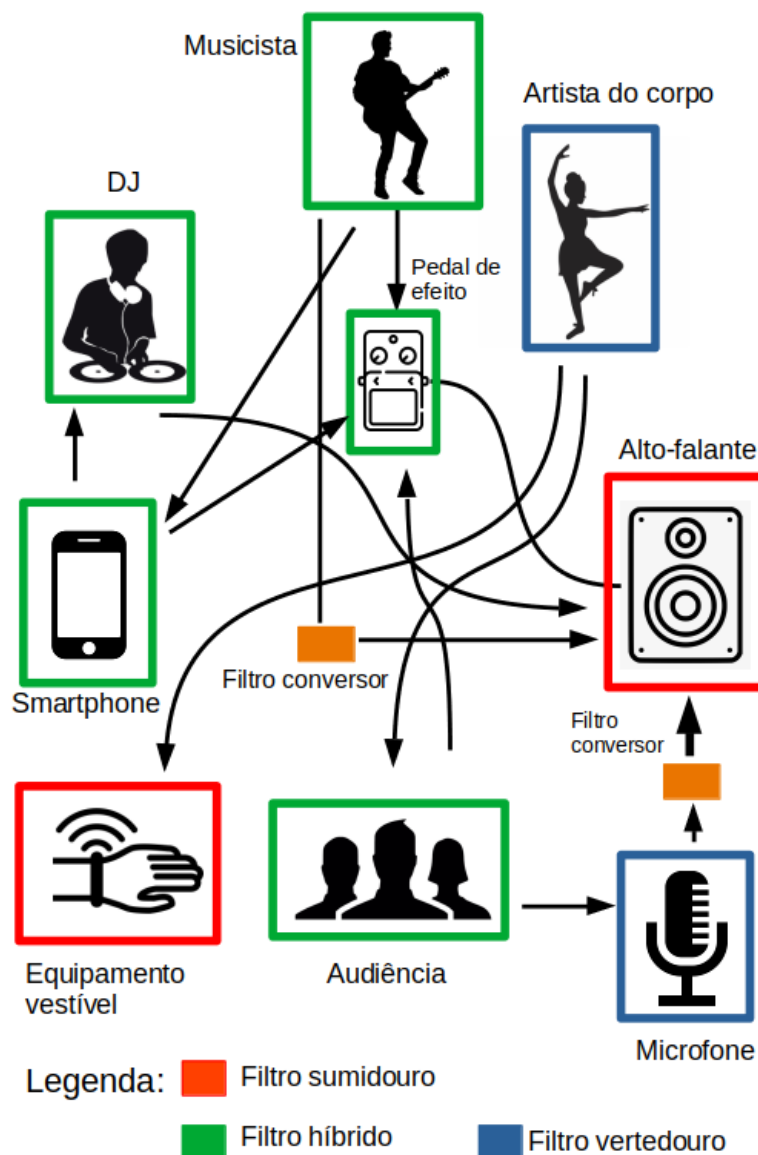 Musicista
Artista do corpo
DJ
Pedal de
efeito
Alto-falante
Smartphone
Filtro conversor
Filtro
conversor
Equipamento
vestível
Audiência
Microfone
Legenda:
Filtro sumidouro
Filtro híbrido
Filtro vertedouro